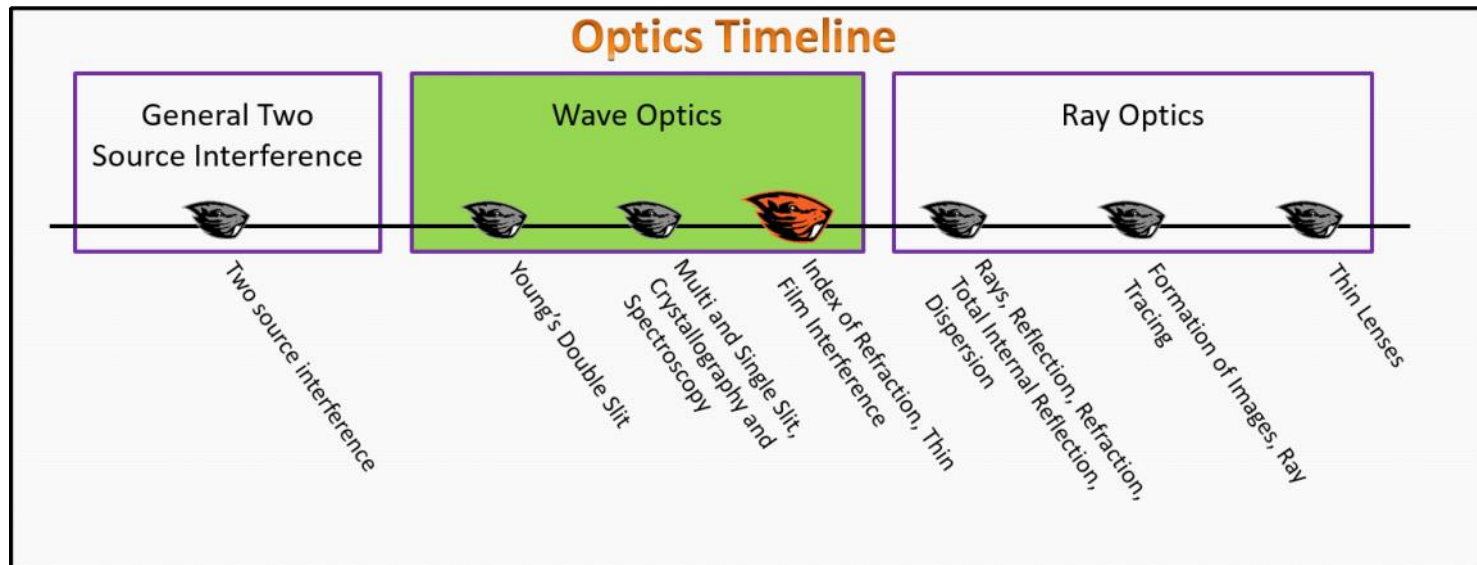 Optics Timeline
General Two
Source Interference
Wave Optics
Ray Optics
Two source interference
Young's Double Slit
Multi and Single Slit,
Crystallography and
Spectroscopy
Index of Refraction, Thin
Film Interference
Rays, Reflection, Refraction,
Total Internal Reflection,
Dispersion
Formation of Images, Ray
Tracing
Thin Lenses